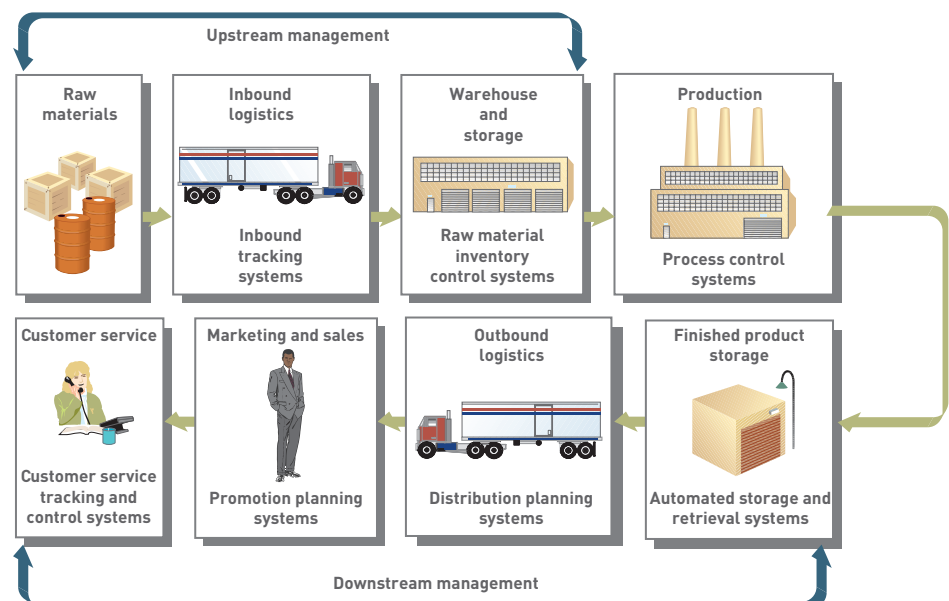 Upstream management
Raw
materials
Inbound
logistics
Inbound
tracking
systems
Warehouse
and
storage
Raw material
inventory
control systems
Production
Process control
systems
Customer service
Customer service
tracking and
control systems
Marketing and sales
Promotion planning
systems
Outbound
logistics
Distribution planning
systems
Finished product
storage
Automated storage and
retrieval systems
Downstream management